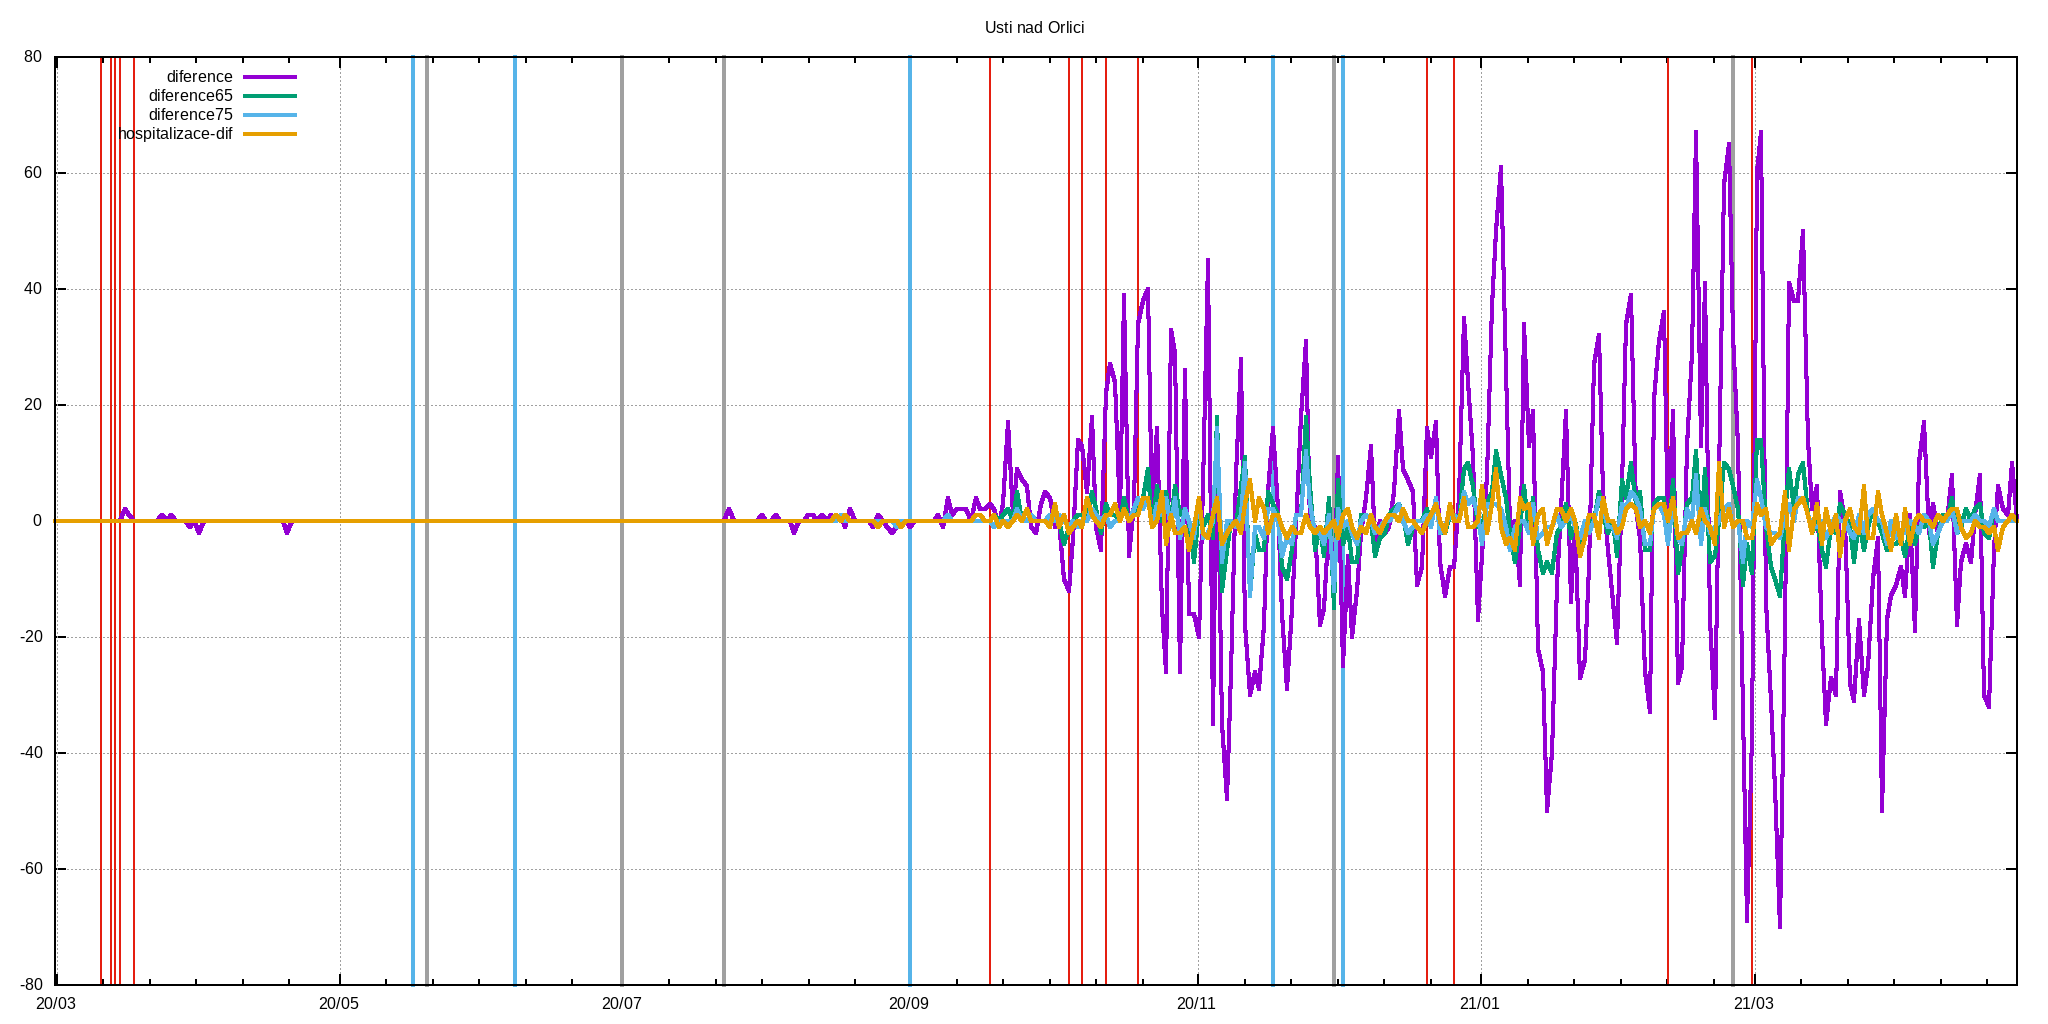 Usti nad Orlici
diference
diference65
diference75
hospitalizace-dif
80
60
40
20
0
-20
-40
-60
-80
20/03 20/05 20/07 20/09 20/11 21/01 21/03